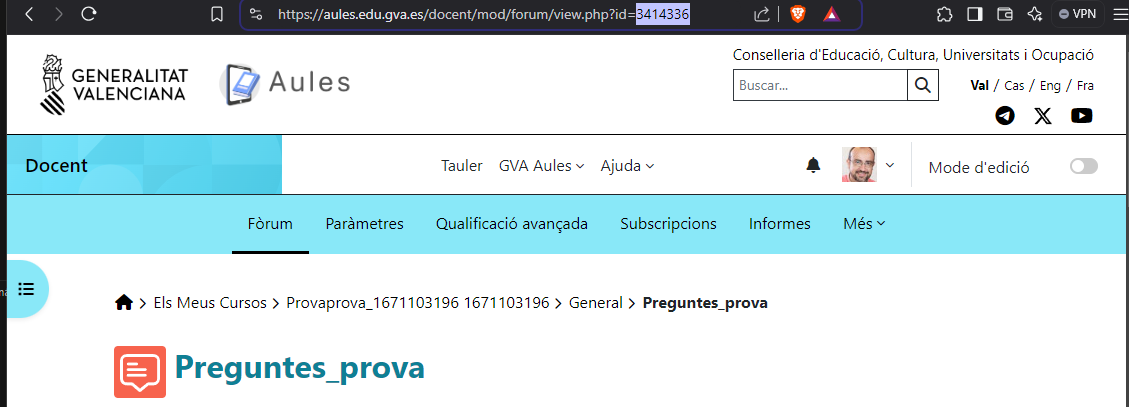 https://aules.edu.gva.es/docent/mod/forum/view.php?id=3414336
VPN
GENERALITAT
VALENCIANA
Aules
Conselleria d'Educació, Cultura, Universitats i Ocupació
Buscar...
Val / Cas / Eng / Fra
Docent
Tauler
GVA Aules
Ajuda
Mode d'edició
Fòrum
Paràmetres
Qualificació avançada
Subscripcions
Informes
Més
Els Meus Cursos > Provaprova_1671103196 1671103196 > General > Preguntes_prova
Preguntes_prova